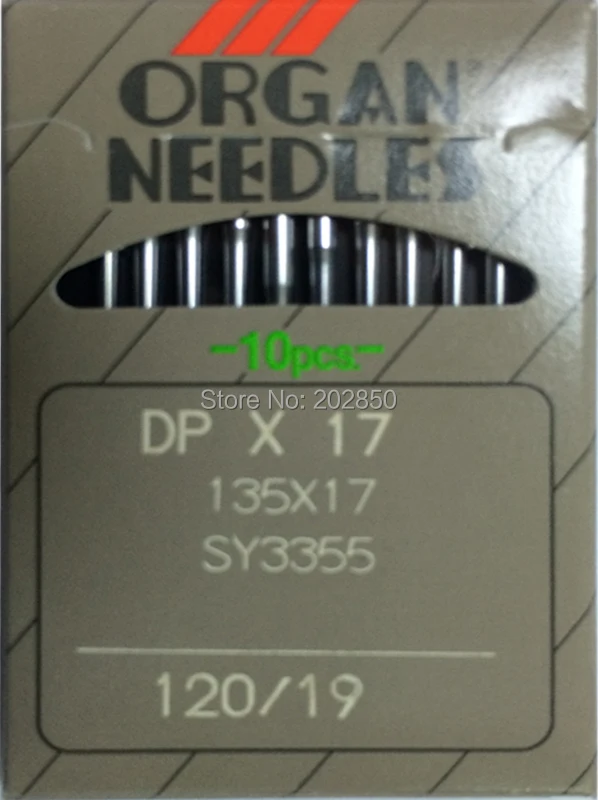 ORGAN
NEEDLES
-10pcs.-
Store No: 202850
DP X 17
135X17
SY3355
120/19